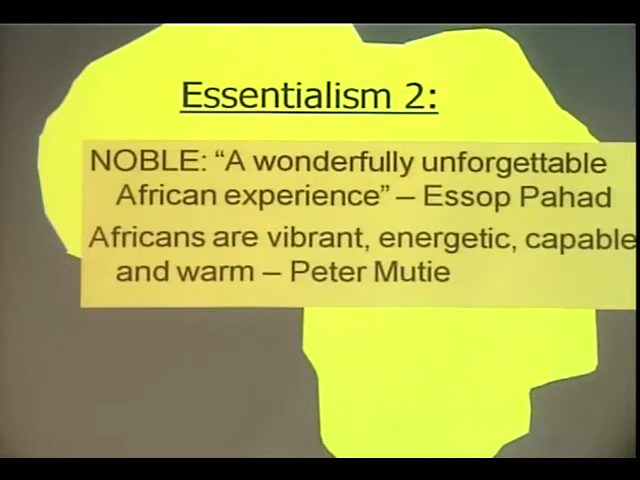 Essentialism 2:
NOBLE: “A wonderfully unforgettable
African experience” – Essop Pahad
Africans are vibrant, energetic, capable
and warm – Peter Mutie